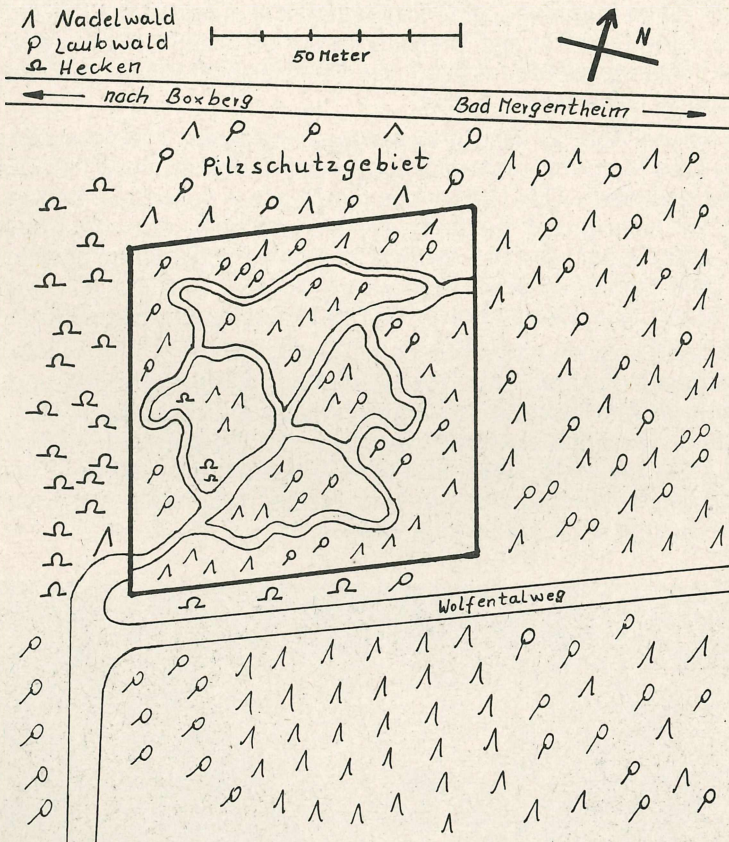 Nadelwald
Laubwald
Hecken
50 Meter
N
nach Boxberg
Bad Mergentheim
Pilzschutzgebiet
Wolfentalweg